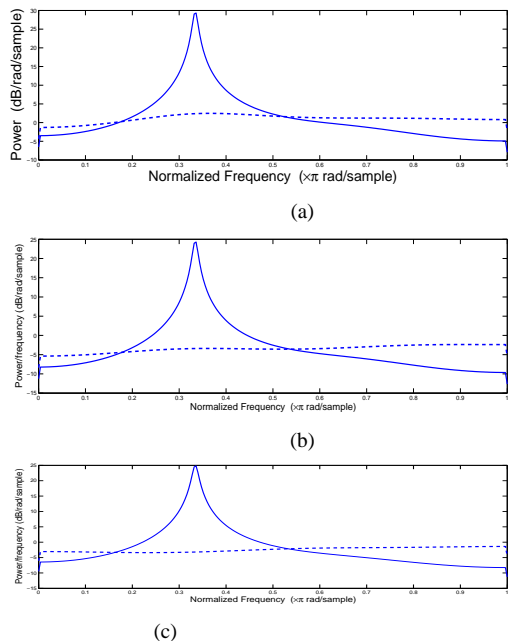 30
25
20
15
10
5
0
−5
−10
Power (dB/rad/sample)
0 0.1 0.2 0.3 0.4 0.5 0.6 0.7 0.8 0.9 1
Normalized Frequency (×π rad/sample)
(a)
25
20
15
10
5
0
−5
−10
−15
Power/frequency (dB/rad/sample)
0 0.1 0.2 0.3 0.4 0.5 0.6 0.7 0.8 0.9 1
Normalized Frequency (×π rad/sample)
(b)
25
20
15
10
5
0
−5
−10
−15
Power/frequency (dB/rad/sample)
0 0.1 0.2 0.3 0.4 0.5 0.6 0.7 0.8 0.9 1
Normalized Frequency (×π rad/sample)
(c)